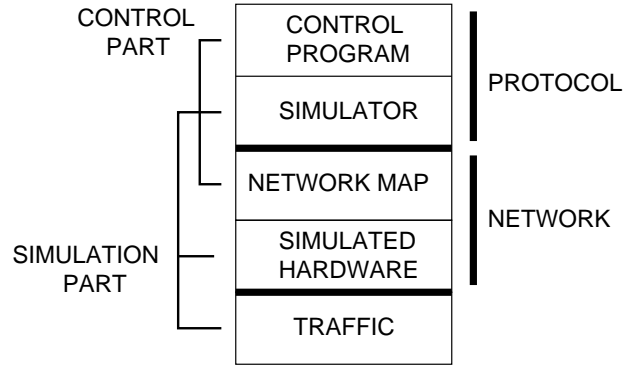 CONTROL
PART
CONTROL
PROGRAM
PROTOCOL
SIMULATOR
NETWORK MAP
NETWORK
SIMULATION
PART
SIMULATED
HARDWARE
TRAFFIC